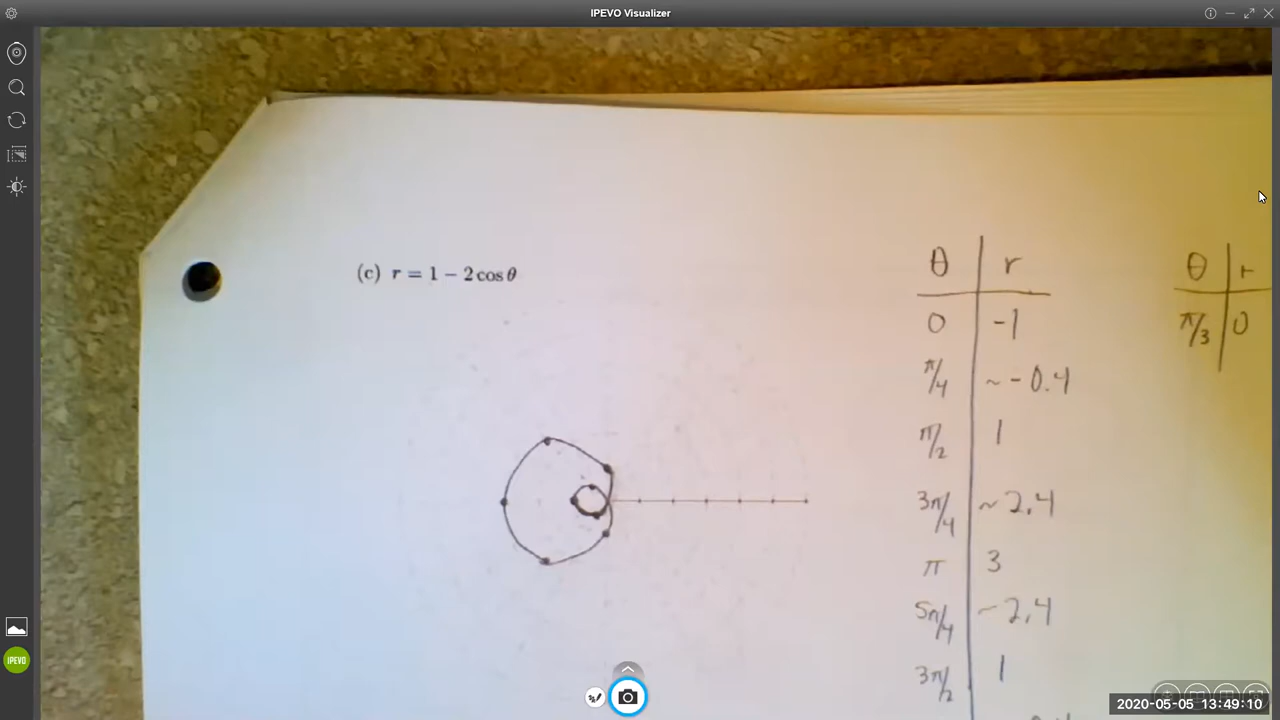 IPEVO Visualizer
(c) r = 1 − 2 cos θ
θ r
0 -1
π/4 ~ -0.4
π/2 1
3π/4 ~ 2.4
π 3
5π/4 ~ 2.4
3π/2 1
θ r
π/3 0
IPEVO
2020-05-05 13:49:10